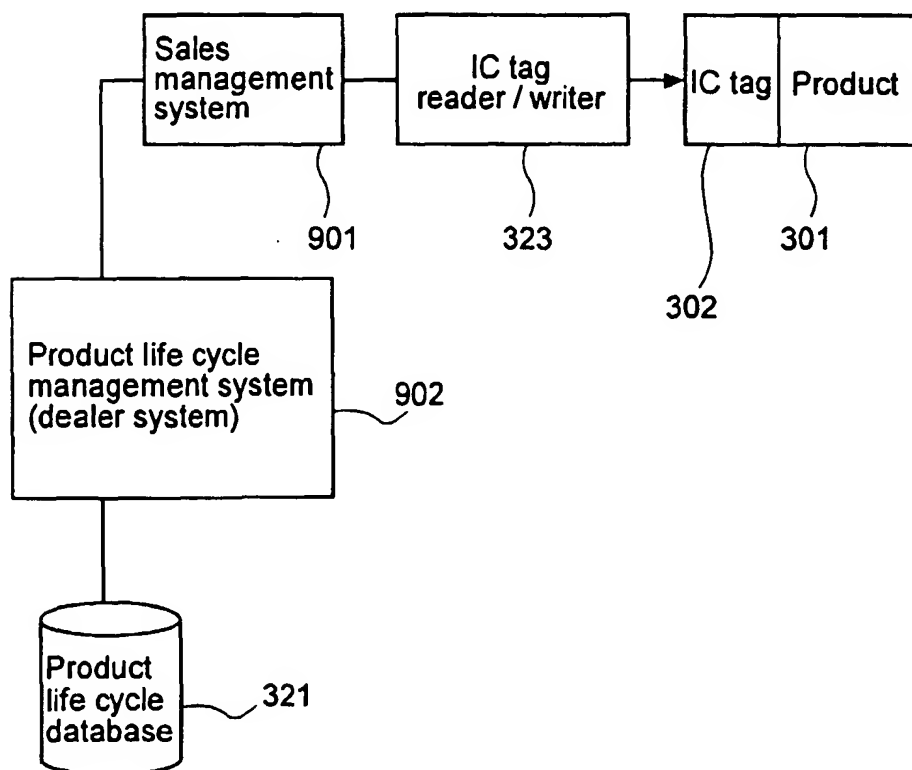 Sales
management
system
IC tag
reader / writer
IC tag
Product
901
323
302
301
Product life cycle
management system
(dealer system)
902
Product
life cycle
database
321